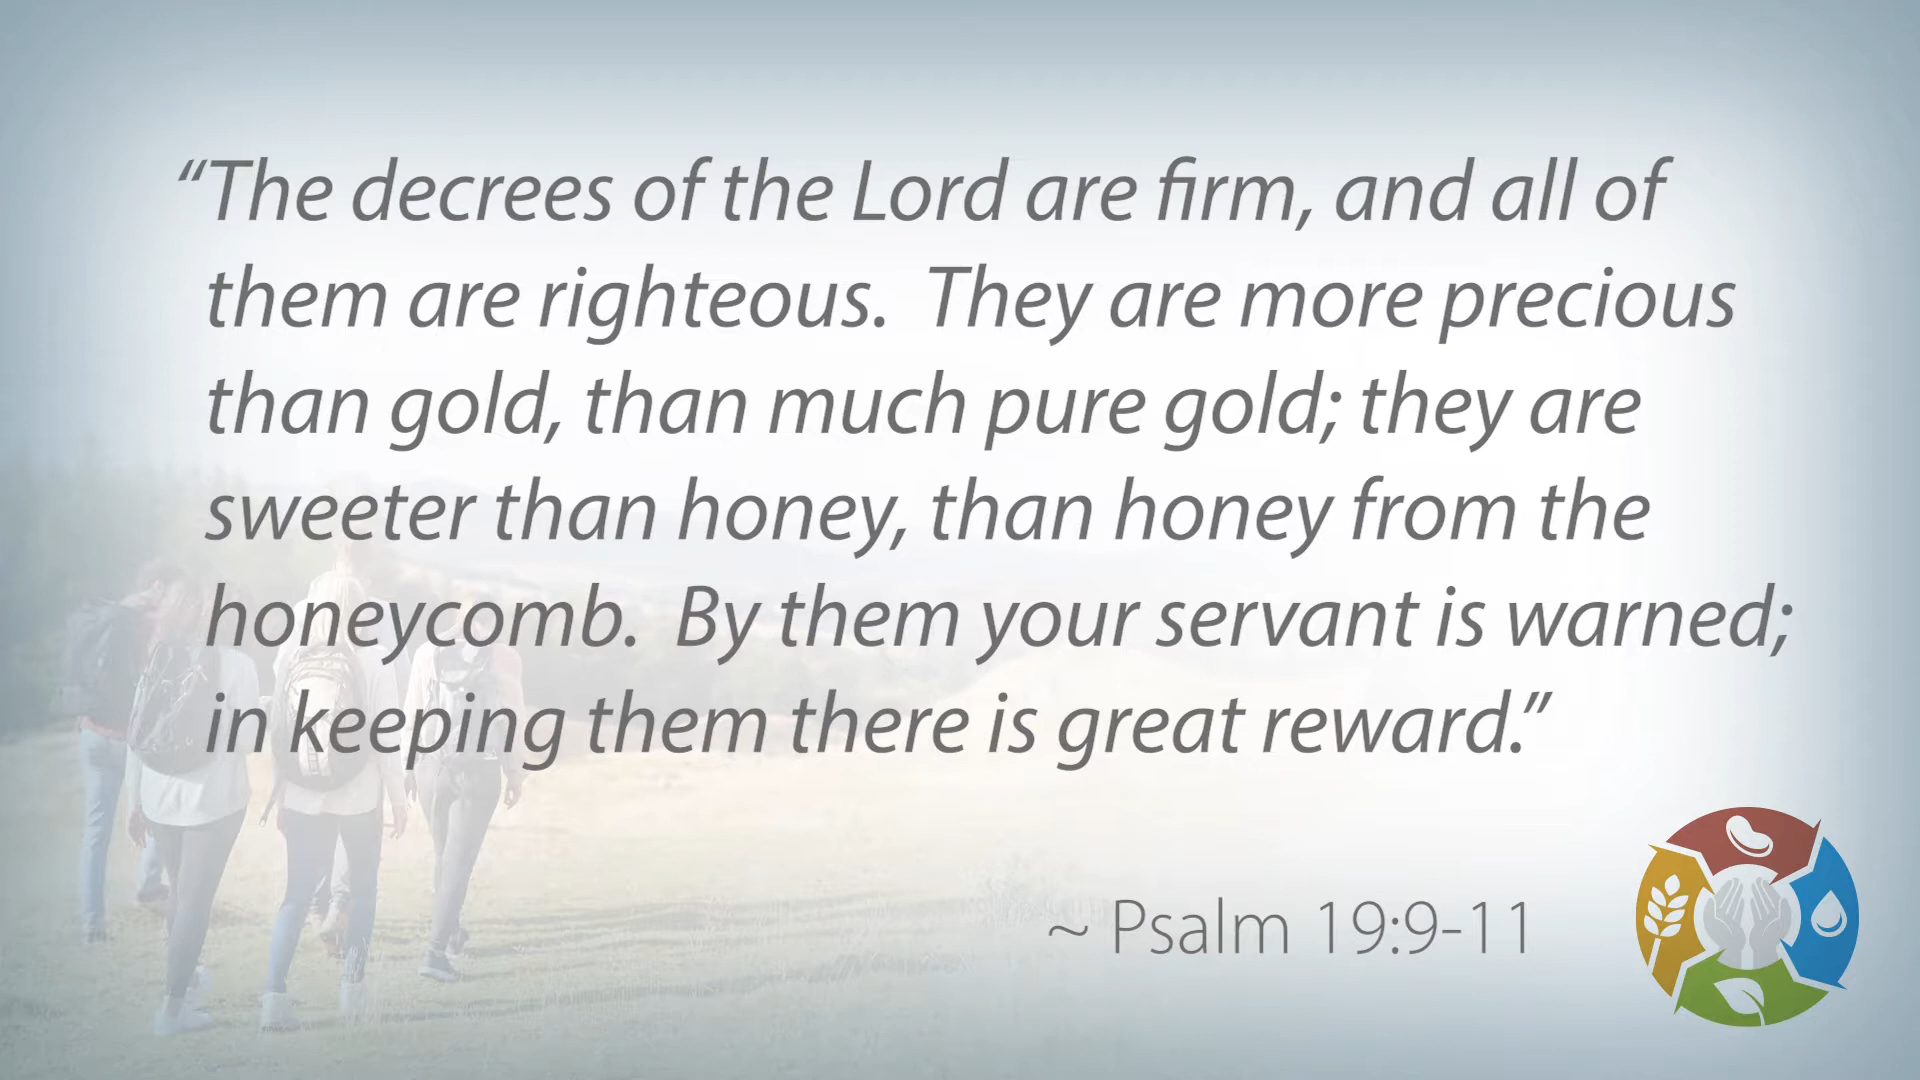 “The decrees of the Lord are firm, and all of
them are righteous.  They are more precious
than gold, than much pure gold; they are
sweeter than honey, than honey from the
honeycomb.  By them your servant is warned;
in keeping them there is great reward.”
~ Psalm 19:9-11